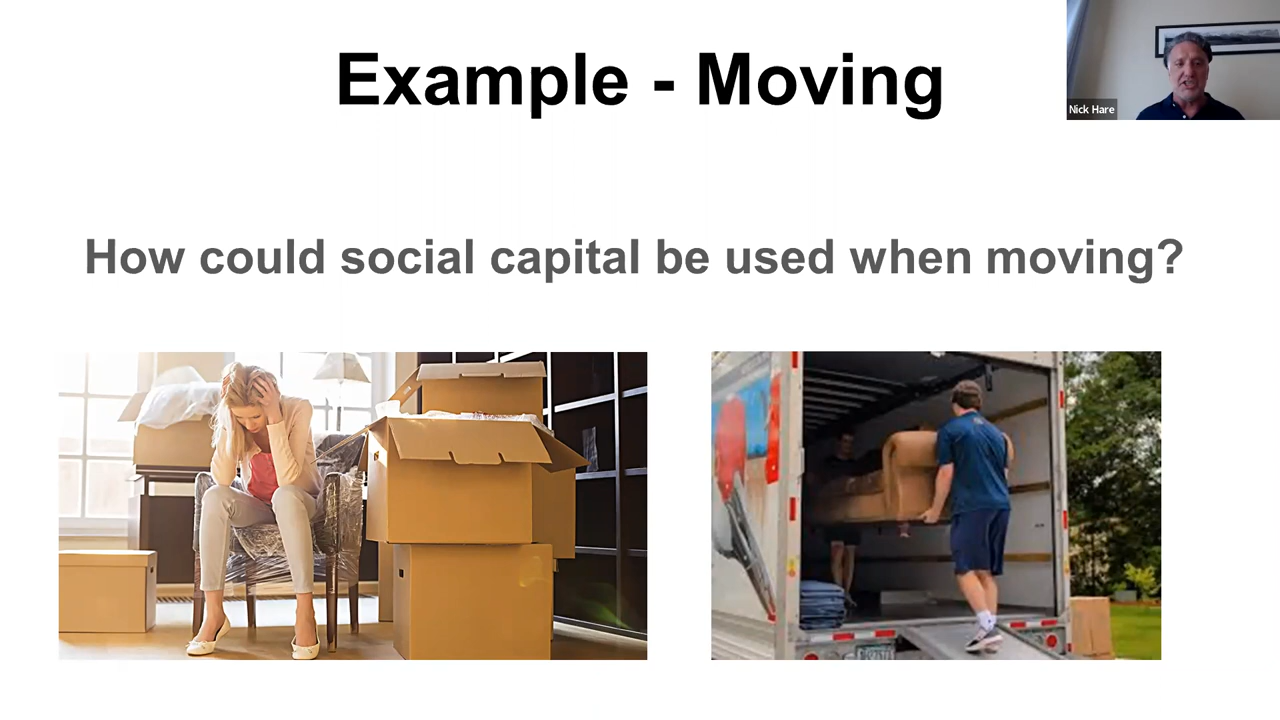 Example - Moving
Nick Hare
How could social capital be used when moving?